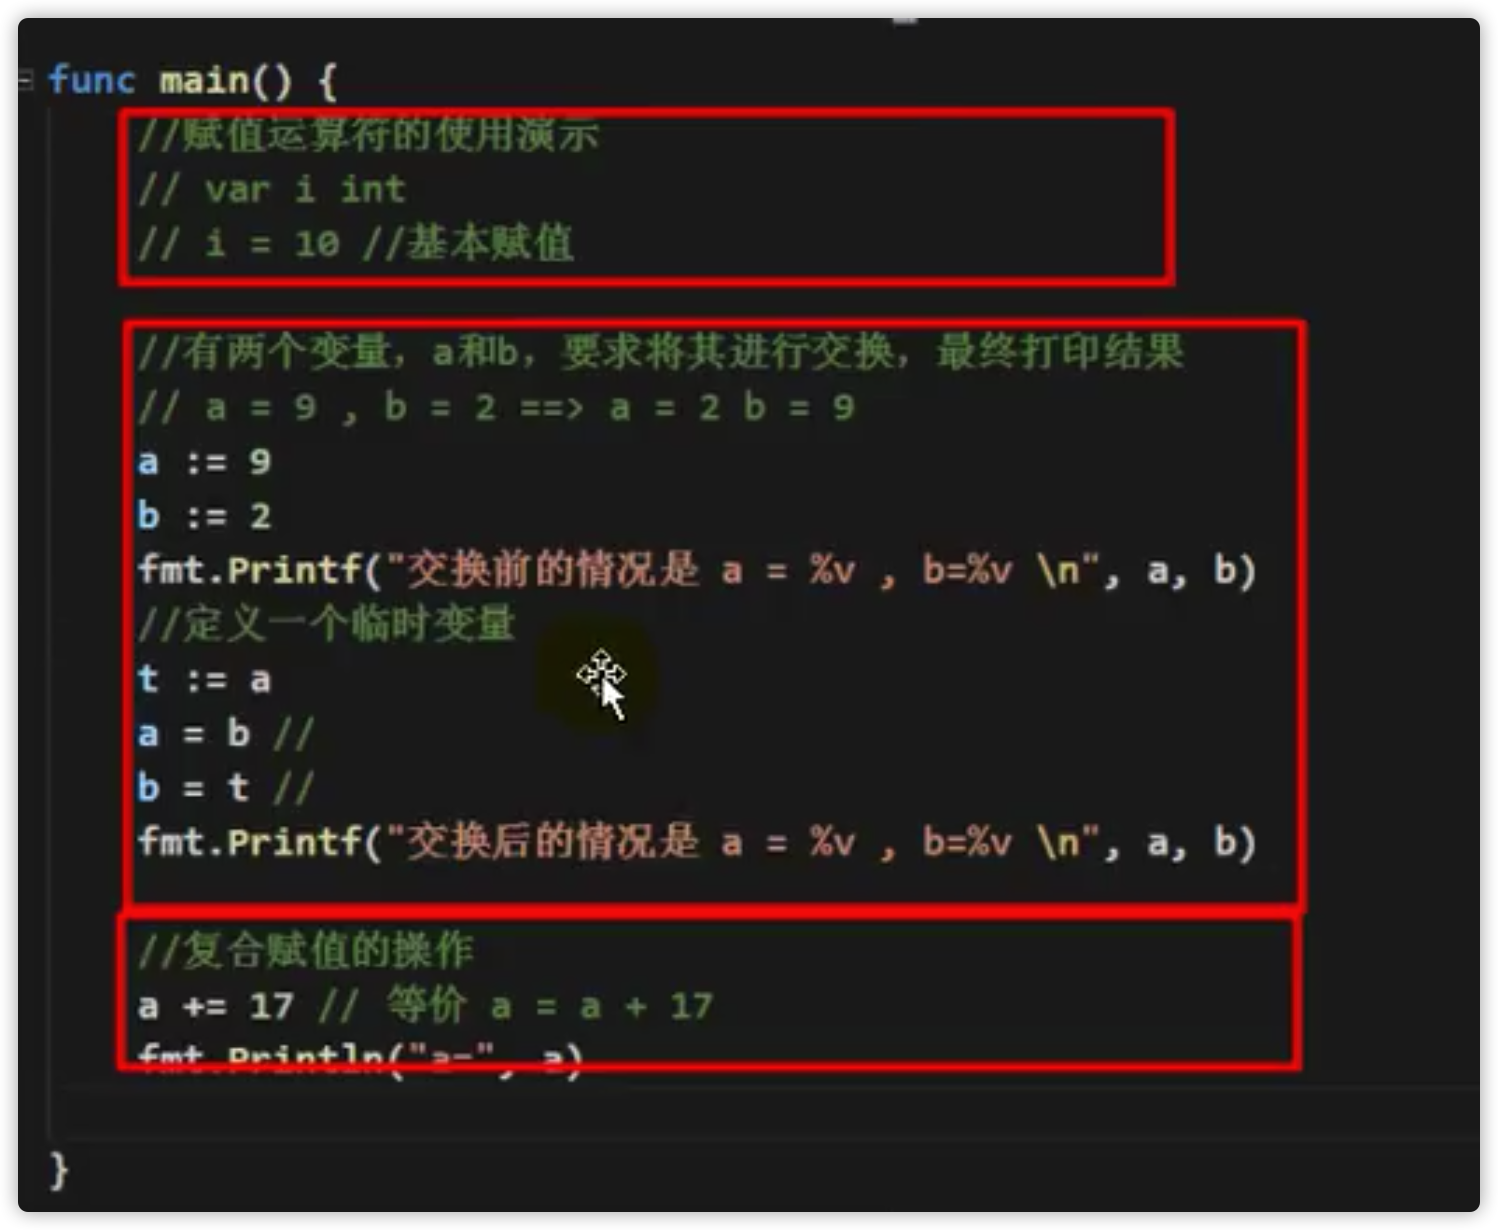 func main() {
//赋值运算符的使用演示
// var i int
// i = 10 //基本赋值
//有两个变量，a和b，要求将其进行交换，最终打印结果
// a = 9 , b = 2 ==> a = 2 b = 9
a := 9
b := 2
fmt.Printf("交换前的情况是 a = %v , b=%v \n", a, b)
//定义一个临时变量
t := a
a = b //
b = t //
fmt.Printf("交换后的情况是 a = %v , b=%v \n", a, b)
//复合赋值的操作
a += 17 // 等价 a = a + 17
fmt.Println("a=", a)
}